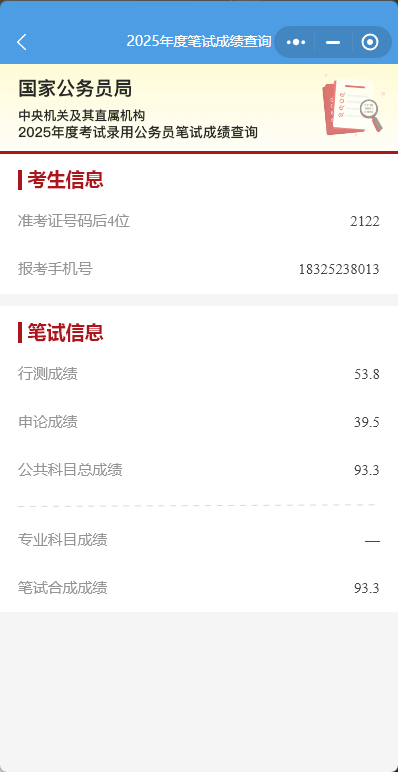 2025年度笔试成绩查询
国家公务员局
中央机关及其直属机构
2025年度考试录用公务员笔试成绩查询
考生信息
准考证号码后4位 2122
报考手机号 18325238013
笔试信息
行测成绩 53.8
申论成绩 39.5
公共科目总成绩 93.3
专业科目成绩 —
笔试合成成绩 93.3